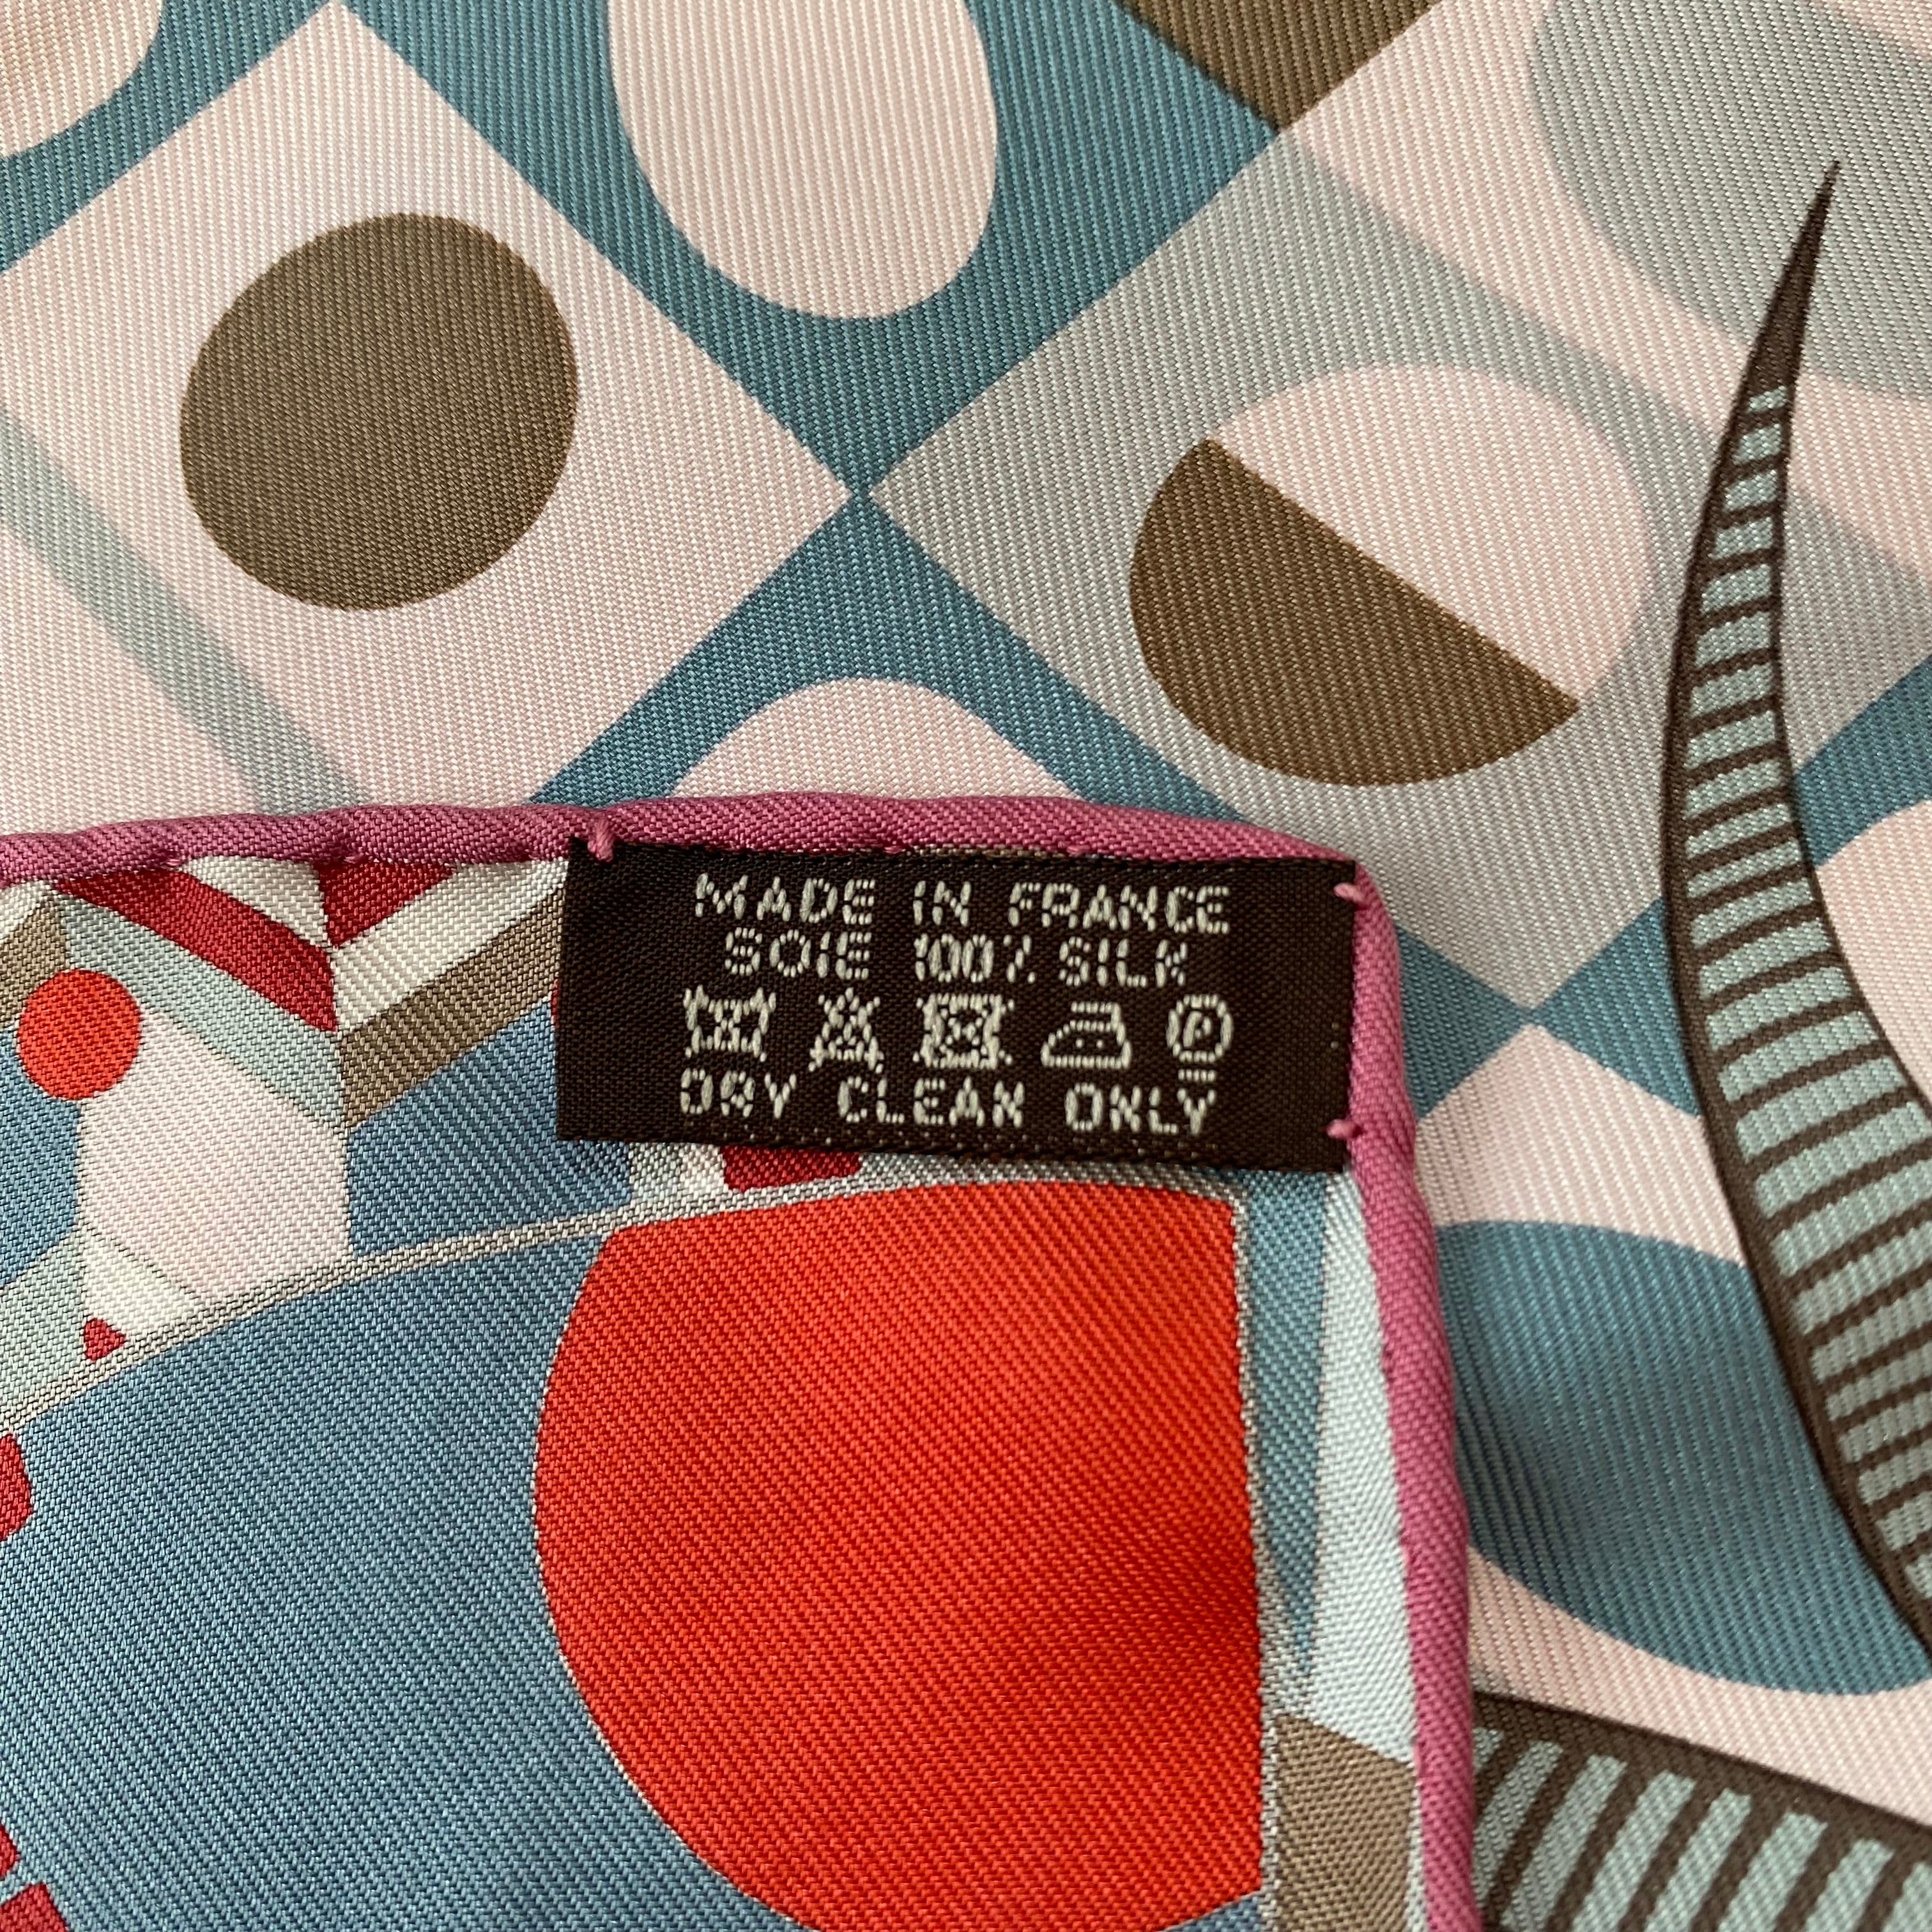 MADE IN FRANCE
SOIE 100% SILK
P
DRY CLEAN ONLY